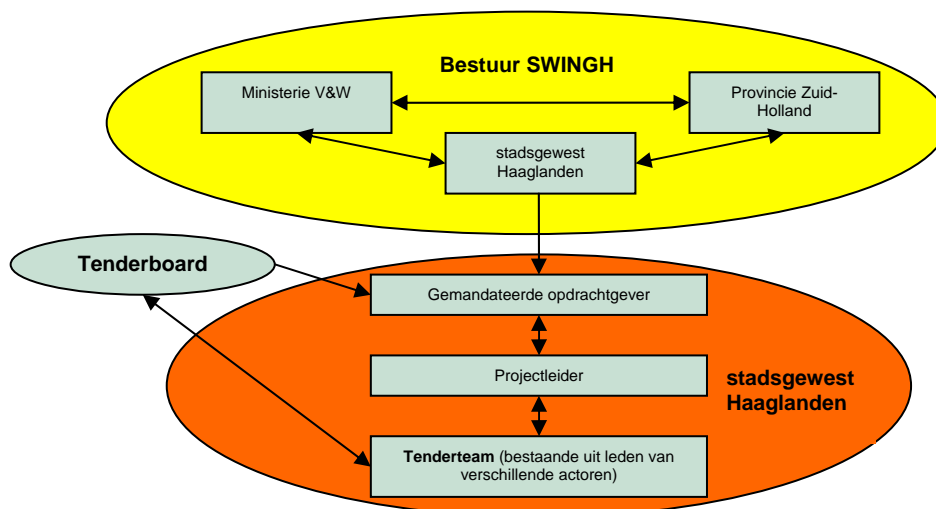 Bestuur SWINGH
Ministerie V&W
Provincie Zuid-
Holland
stadsgewest
Haaglanden
Tenderboard
Gemandateerde opdrachtgever
Projectleider
stadsgewest
Haaglanden
Tenderteam (bestaande uit leden van
verschillende actoren)